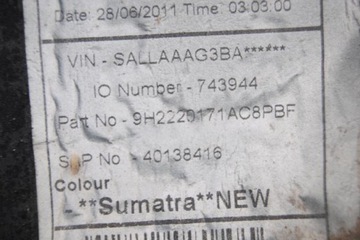 Date: 28/06/2011 Time: 03:03:00
VIN - SALLAAAG3BA******
IO Number - 743944
Part No - 9H2220171AC8PBF
No - 40138416
Colour
- **Sumatra**NEW